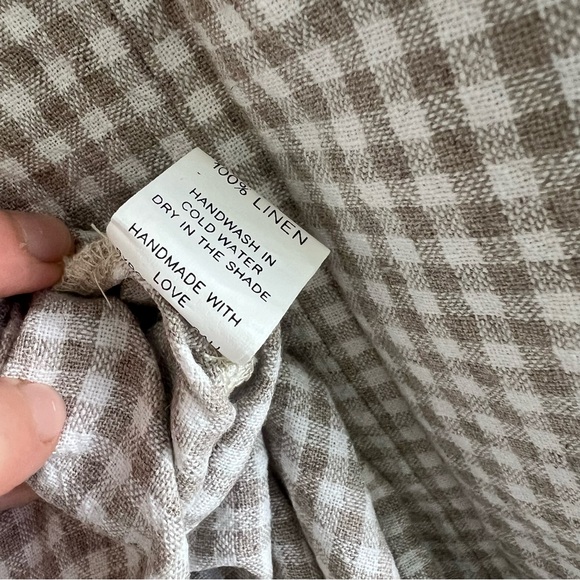 100% LINEN
HANDWASH IN
COLD WATER
DRY IN THE SHADE
HANDMADE WITH
LOVE